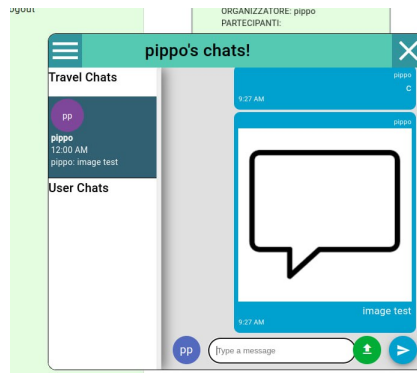 ogout
ORGANIZZATORE: pippo
PARTECIPANTI:
pippo's chats!
Travel Chats
pp
pippo
12:00 AM
pippo: image test
User Chats
pippo
c
9:27 AM
pippo
image test
9:27 AM
pp
Type a message